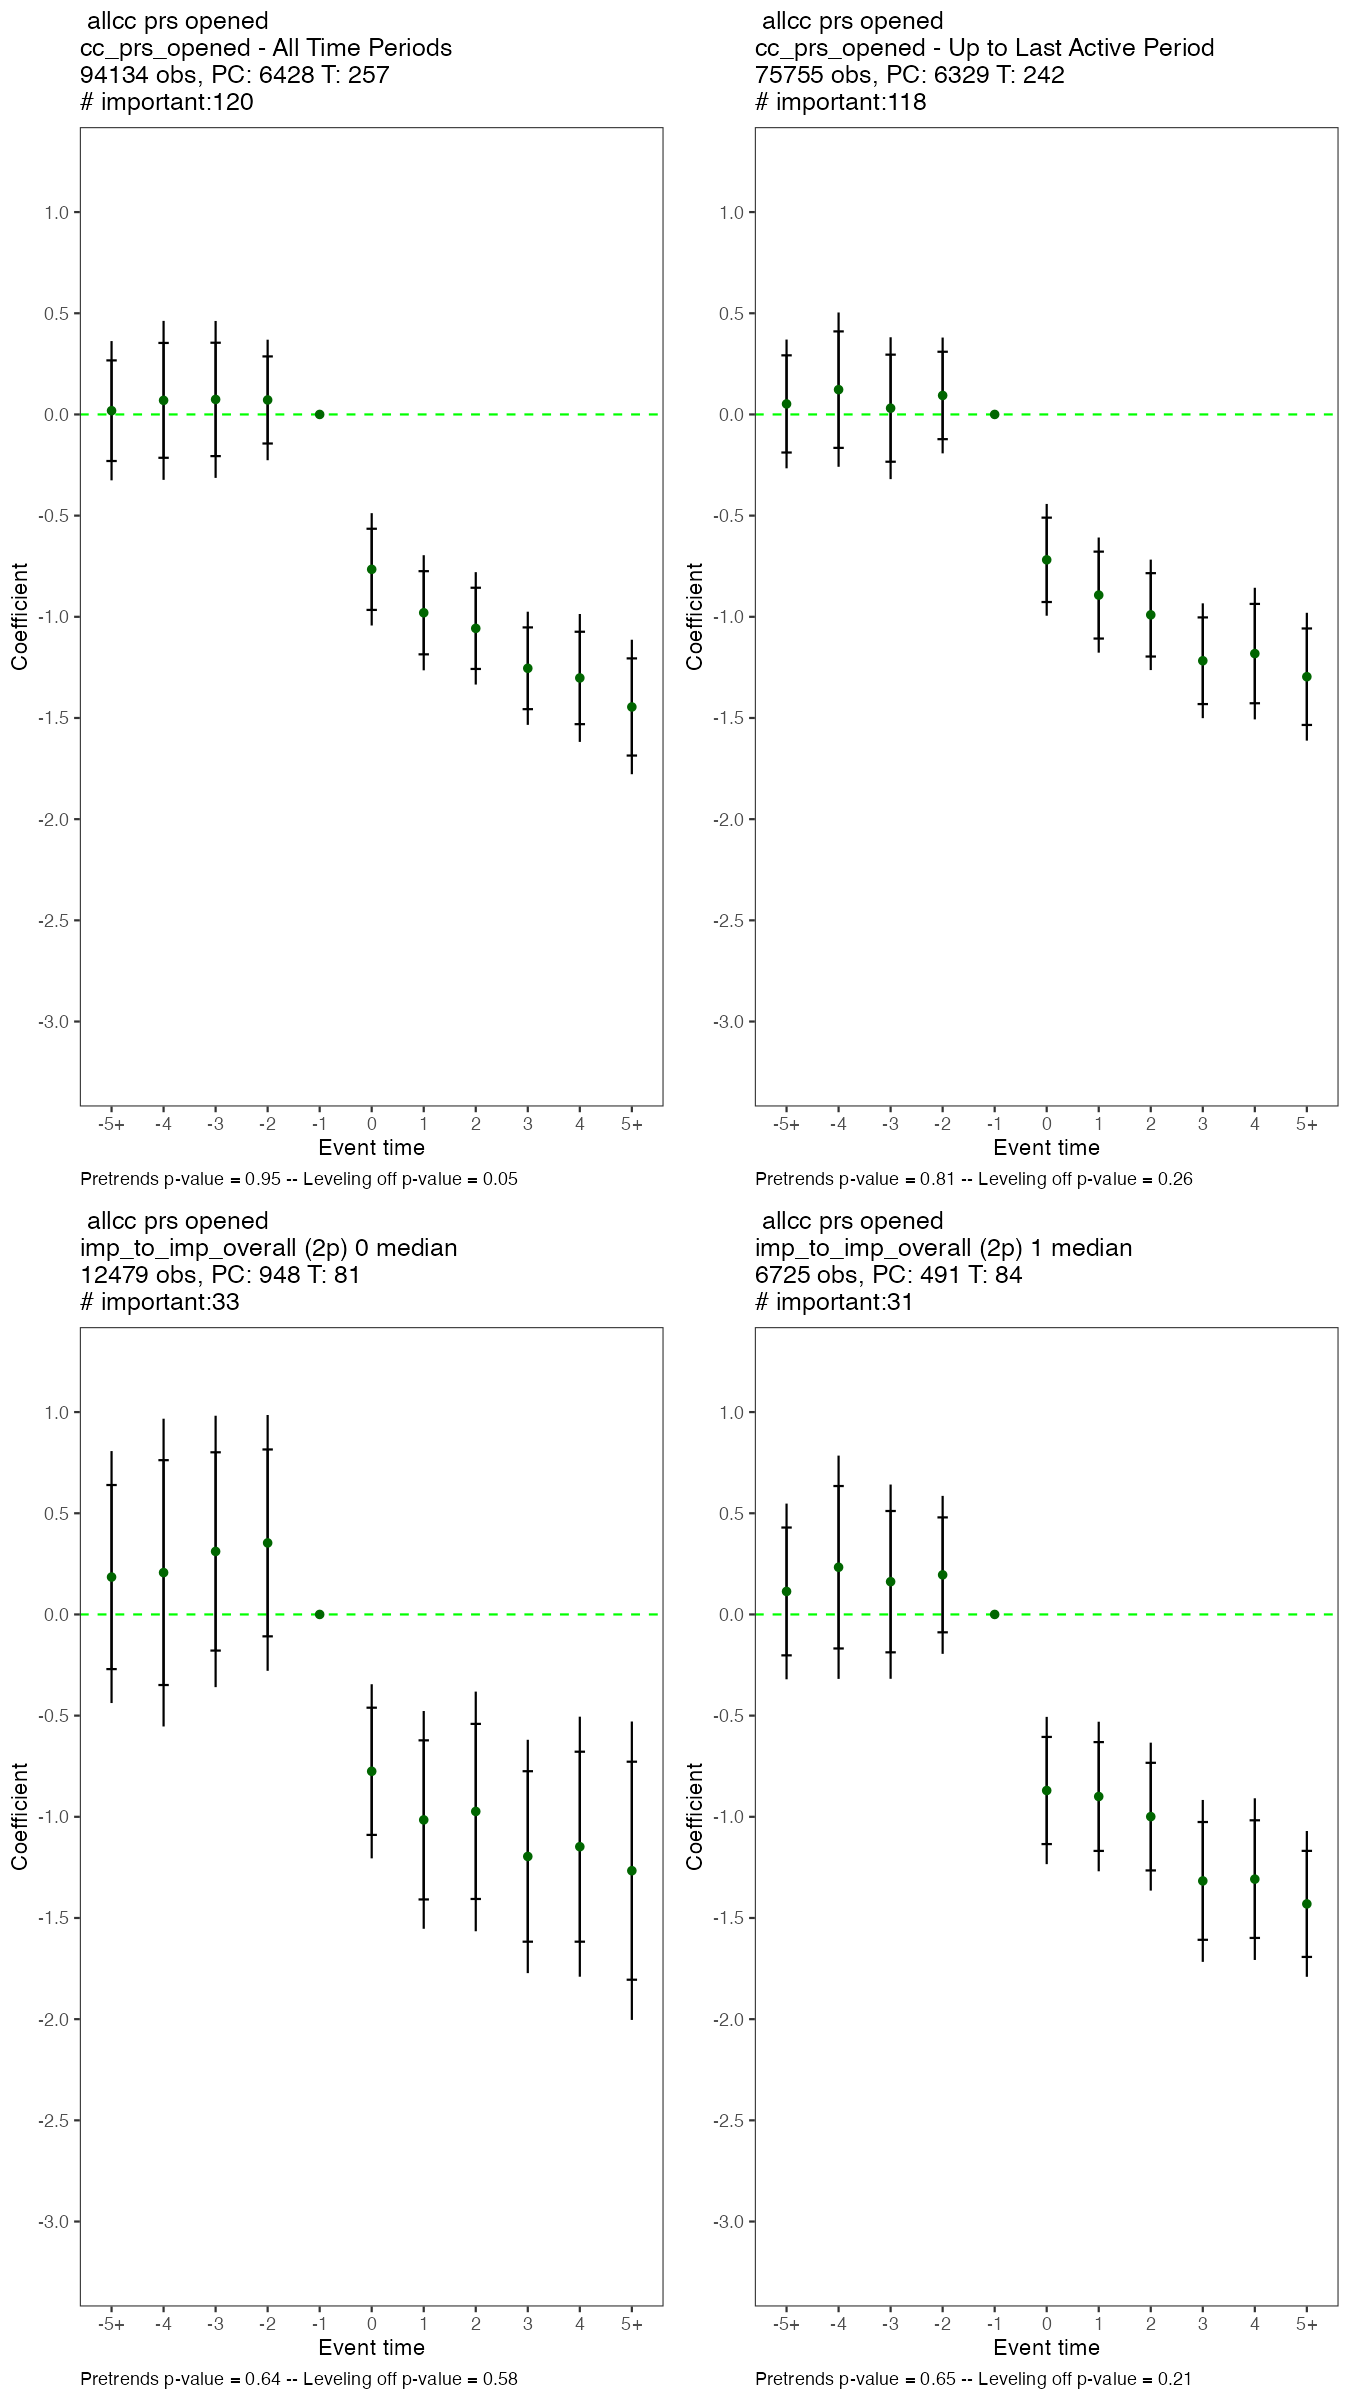 allcc prs opened
cc_prs_opened - All Time Periods
94134 obs, PC: 6428 T: 257
# important:120
1.0
0.5
0.0
-0.5
-1.0
-1.5
-2.0
-2.5
-3.0
Coefficient
-5+ -4 -3 -2 -1 0 1 2 3 4 5+
Event time
Pretrends p-value = 0.95 -- Leveling off p-value = 0.05
allcc prs opened
cc_prs_opened - Up to Last Active Period
75755 obs, PC: 6329 T: 242
# important:118
1.0
0.5
0.0
-0.5
-1.0
-1.5
-2.0
-2.5
-3.0
Coefficient
-5+ -4 -3 -2 -1 0 1 2 3 4 5+
Event time
Pretrends p-value = 0.81 -- Leveling off p-value = 0.26
allcc prs opened
imp_to_imp_overall (2p) 0 median
12479 obs, PC: 948 T: 81
# important:33
1.0
0.5
0.0
-0.5
-1.0
-1.5
-2.0
-2.5
-3.0
Coefficient
-5+ -4 -3 -2 -1 0 1 2 3 4 5+
Event time
Pretrends p-value = 0.64 -- Leveling off p-value = 0.58
allcc prs opened
imp_to_imp_overall (2p) 1 median
6725 obs, PC: 491 T: 84
# important:31
1.0
0.5
0.0
-0.5
-1.0
-1.5
-2.0
-2.5
-3.0
Coefficient
-5+ -4 -3 -2 -1 0 1 2 3 4 5+
Event time
Pretrends p-value = 0.65 -- Leveling off p-value = 0.21